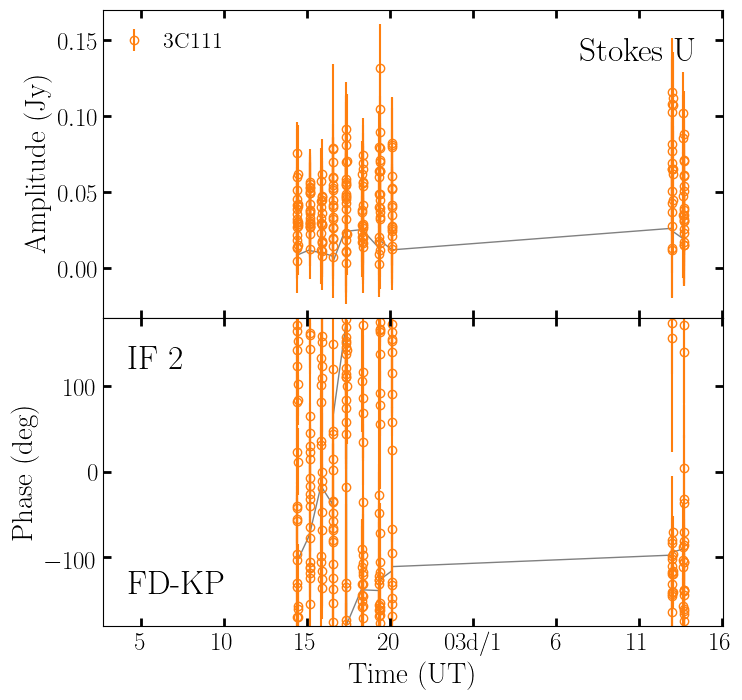 3C111
Stokes U
0.15
0.10
0.05
0.00
Amplitude (Jy)
IF 2
100
0
−100
Phase (deg)
FD-KP
5 10 15 20 03d/1 6 11 16
Time (UT)